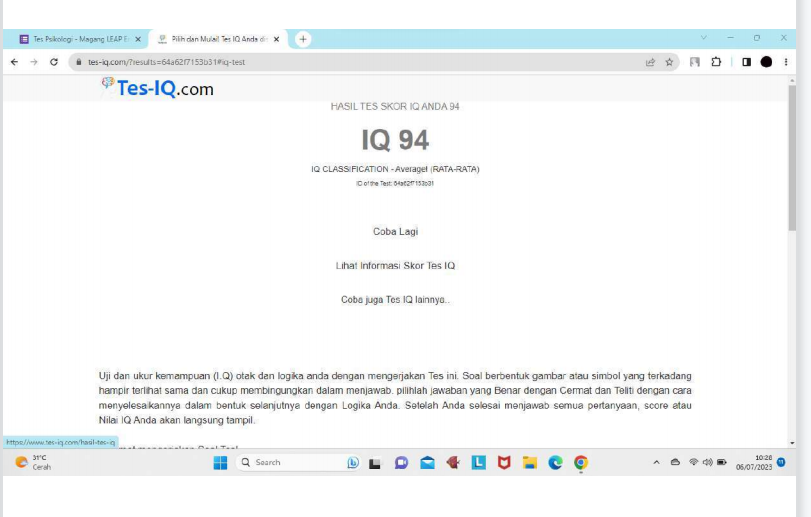 Tes Psikologi - Magang LEAP E
Pilih dan Mulai! Tes IQ Anda di
tes-iq.com/?results=64a62f7153b31#iq-test
Tes-IQ.com
HASIL TES SKOR IQ ANDA 94
IQ 94
IQ CLASSIFICATION - Average! (RATA-RATA)
ID of the Test: 64a62f7153b31
Coba Lagi
Lihat Informasi Skor Tes IQ
Coba juga Tes IQ lainnya..
Uji dan ukur kemampuan (I.Q) otak dan logika anda dengan mengerjakan Tes ini. Soal berbentuk gambar atau simbol yang terkadang
hampir terlihat sama dan cukup membingungkan dalam menjawab. pilihlah jawaban yang Benar dengan Cermat dan Teliti dengan cara
menyelesaikannya dalam bentuk selanjutnya dengan Logika Anda. Setelah Anda selesai menjawab semua pertanyaan, score atau
Nilai IQ Anda akan langsung tampil.
https://www.tes-iq.com/hasil-tes-iq
31°C
Cerah
Search
10:28
06/07/2023